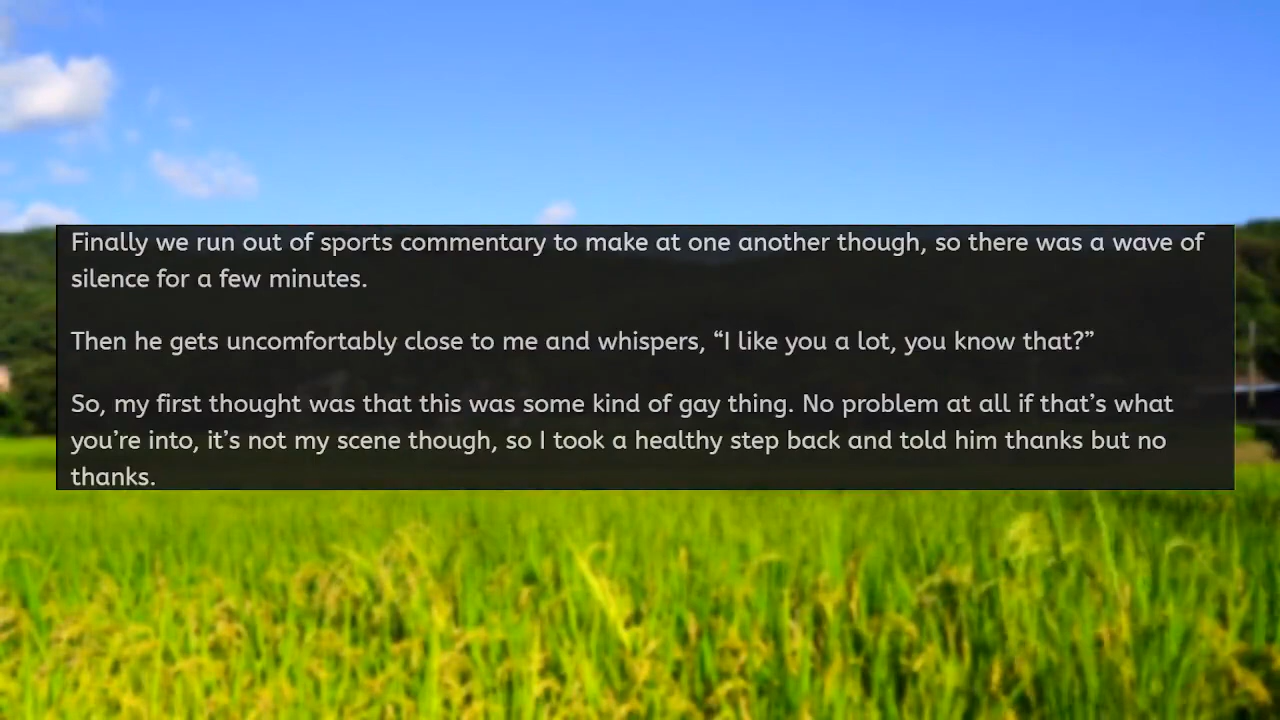 Finally we run out of sports commentary to make at one another though, so there was a wave of
silence for a few minutes.
Then he gets uncomfortably close to me and whispers, “I like you a lot, you know that?”
So, my first thought was that this was some kind of gay thing. No problem at all if that’s what
you’re into, it’s not my scene though, so I took a healthy step back and told him thanks but no
thanks.